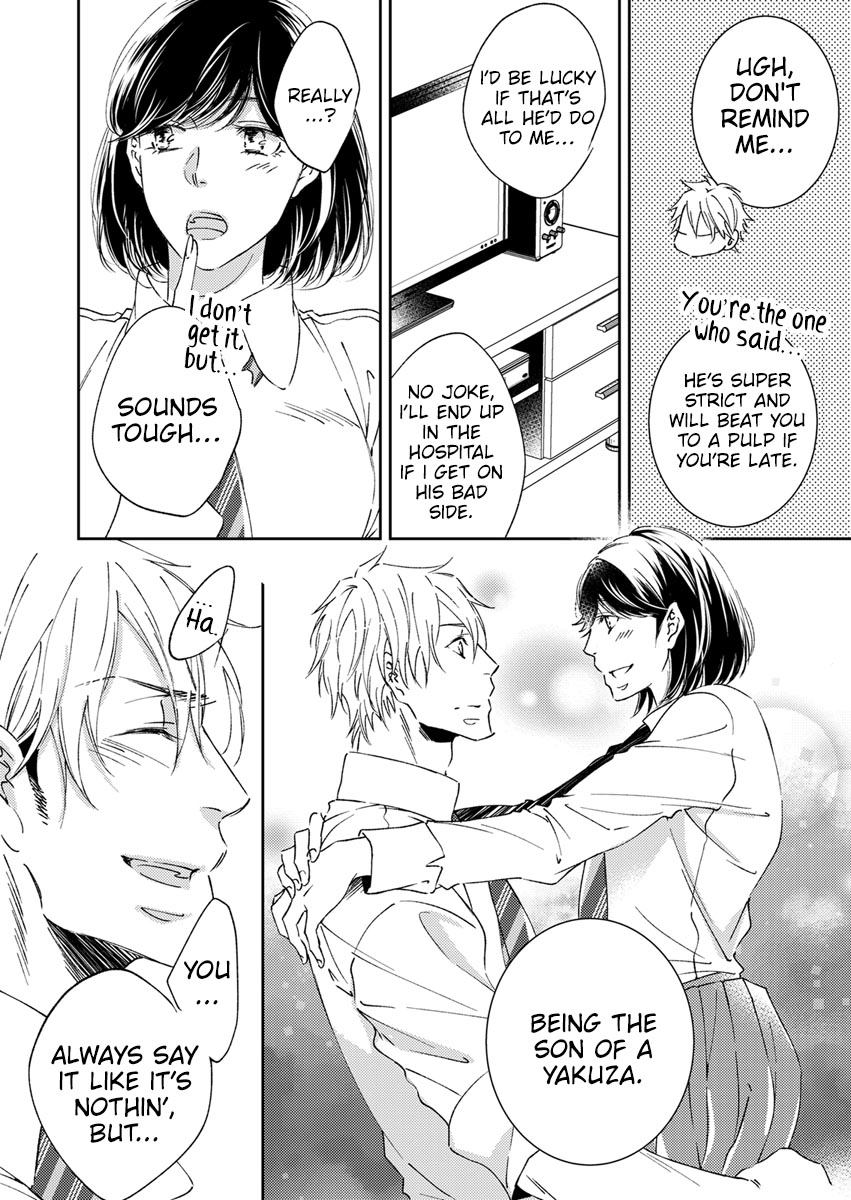 UGH,
DON'T
REMIND
ME...
You're the one
who said...
HE'S SUPER
STRICT AND
WILL BEAT YOU
TO A PULP IF
YOU'RE LATE.
I'D BE LUCKY
IF THAT'S
ALL HE'D DO
TO ME...
NO JOKE,
I'LL END UP
IN THE
HOSPITAL
IF I GET ON
HIS BAD
SIDE.
REALLY
...?
I don't
get it,
but...
SOUNDS
TOUGH...
BEING THE
SON OF A
YAKUZA.
...
Ha.
YOU
...
ALWAYS SAY
IT LIKE IT'S
NOTHIN',
BUT...